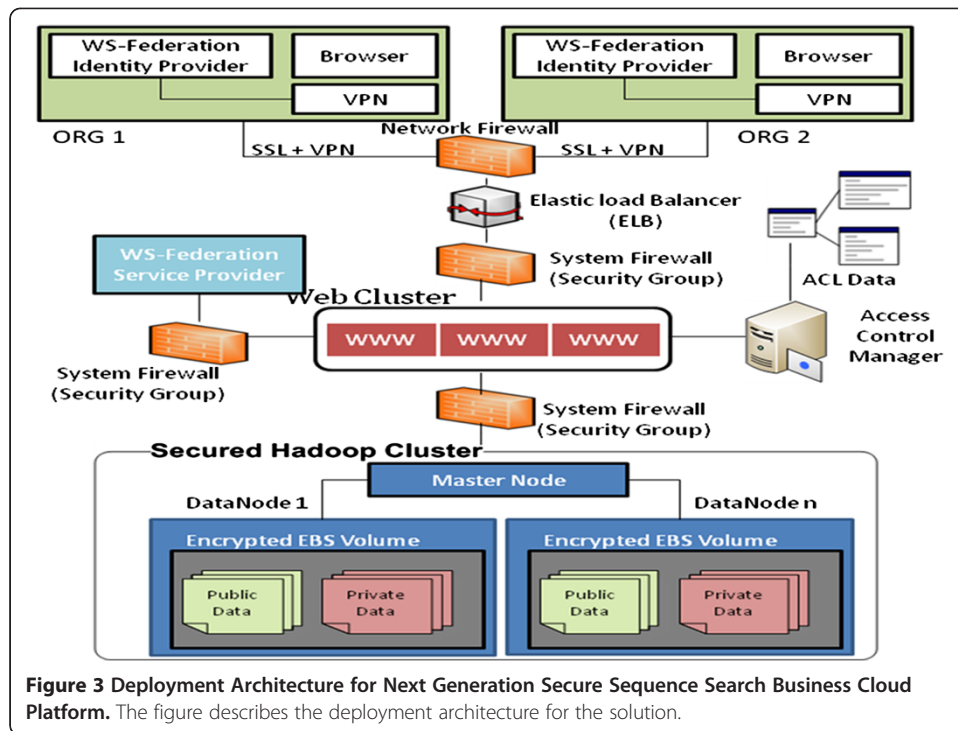 WS-Federation
Identity Provider
Browser
VPN
ORG 1
WS-Federation
Identity Provider
Browser
VPN
ORG 2
SSL + VPN
Network Firewall
SSL + VPN
Elastic load Balancer
(ELB)
WS-Federation
Service Provider
System Firewall
(Security Group)
ACL Data
Web Cluster
WWW
WWW
WWW
Access
Control
Manager
System Firewall
(Security Group)
System Firewall
(Security Group)
Secured Hadoop Cluster
Master Node
DataNode 1
DataNode n
Encrypted EBS Volume
Public
Data
Private
Data
Encrypted EBS Volume
Public
Data
Private
Data
Figure 3 Deployment Architecture for Next Generation Secure Sequence Search Business Cloud
Platform. The figure describes the deployment architecture for the solution.